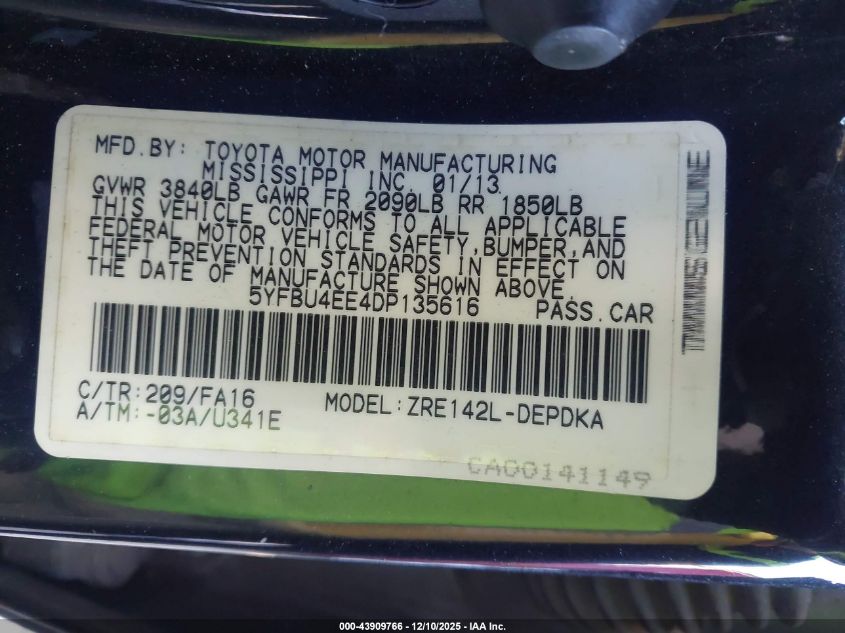 MFD.BY: TOYOTA MOTOR MANUFACTURING
MISSISSIPPI INC. 01/13
GVWR 3840LB GAWR FR 2090LB RR 1850LB
THIS VEHICLE CONFORMS TO ALL APPLICABLE
FEDERAL MOTOR VEHICLE SAFETY,BUMPER,AND
THEFT PREVENTION STANDARDS IN EFFECT ON
THE DATE OF MANUFACTURE SHOWN ABOVE.
5YFBU4EE4DP135616 PASS.CAR
C/TR:209/FA16
A/TM:-03A/U341E
MODEL:ZRE142L-DEPDKA
CA00141149
000-43909766 - 12/10/2025 - IAA Inc.